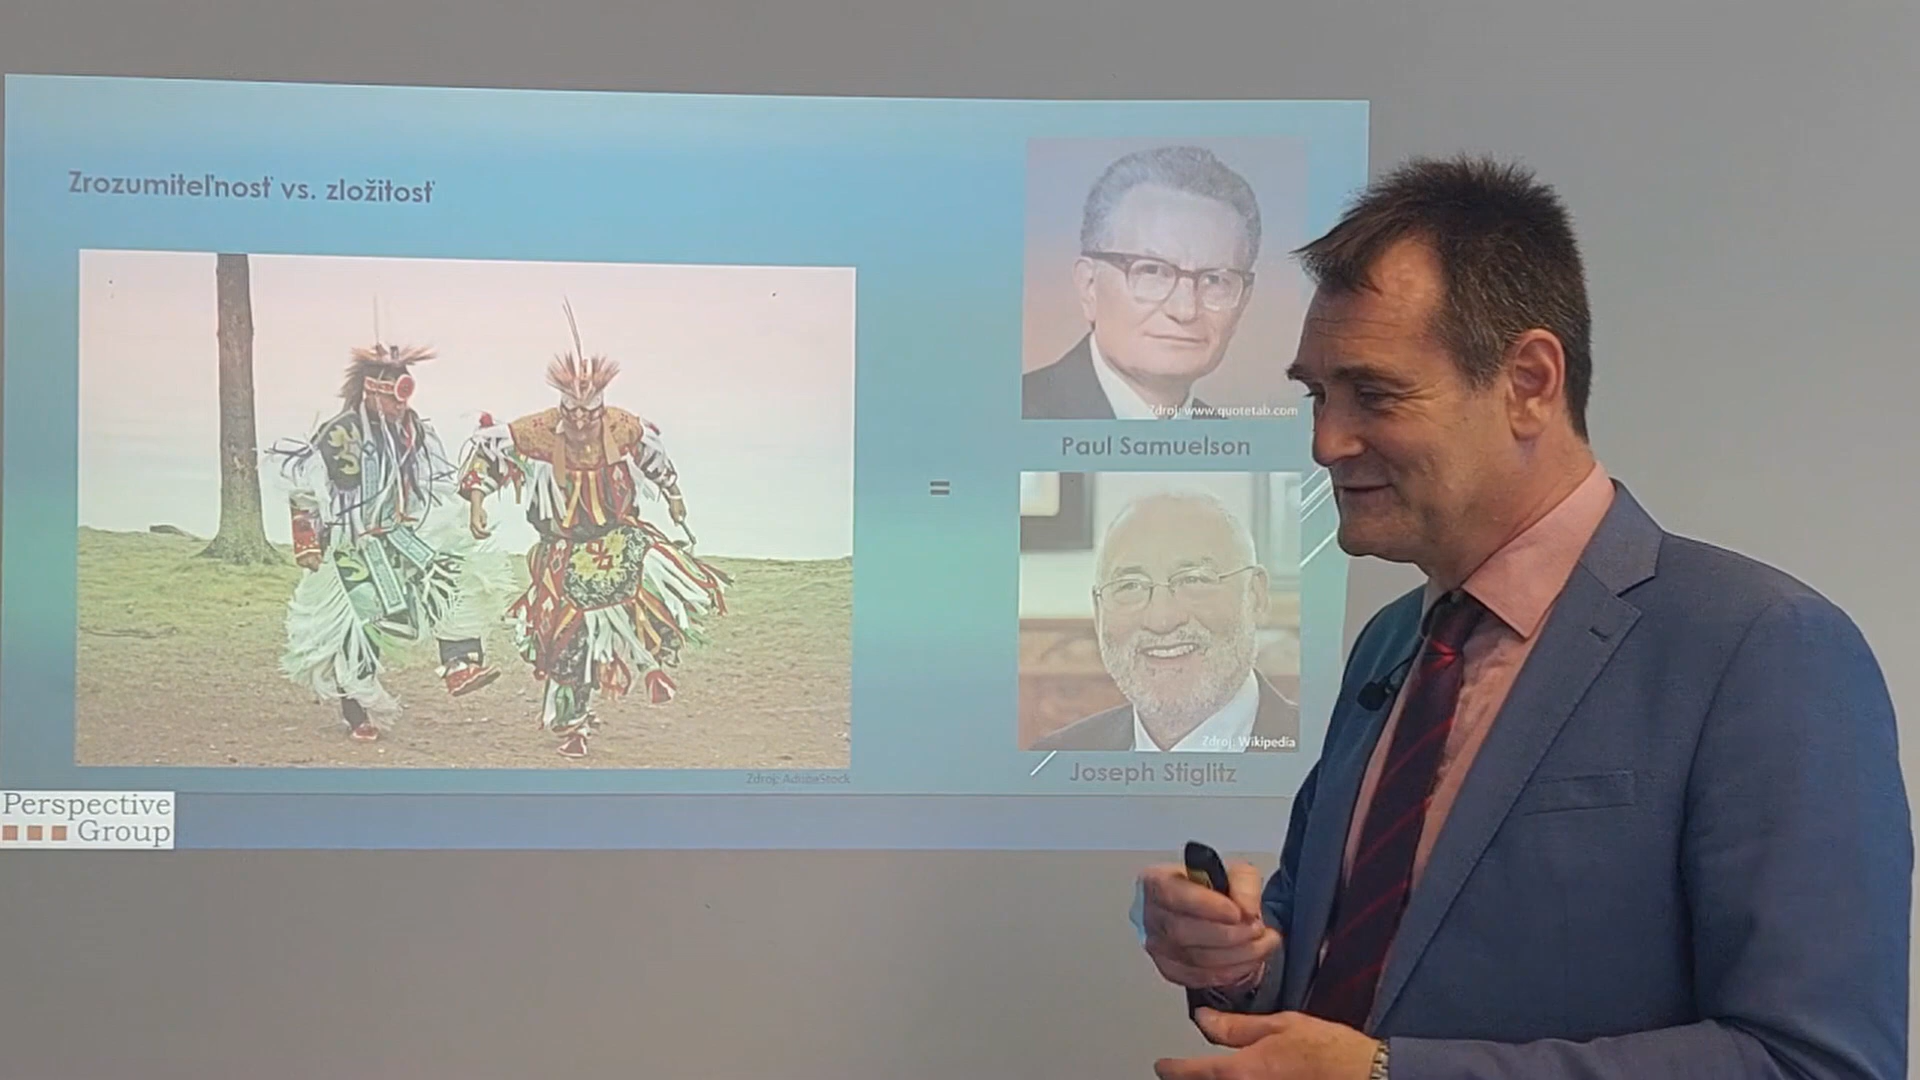 Zrozumiteľnosť vs. zložitosť
Zdroj: www.quotetab.com
Paul Samuelson
=
Zdroj: Wikipedia
Joseph Stiglitz
Zdroj: AdobeStock
Perspective
Group